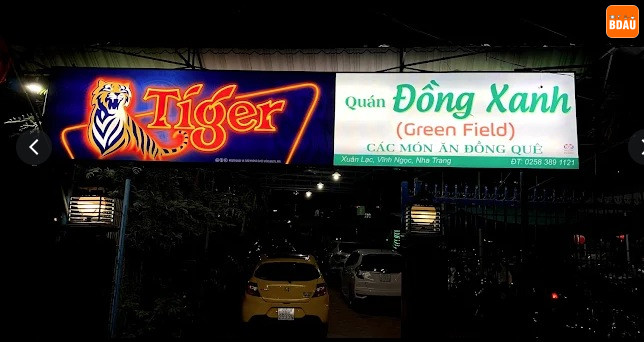 BDAU
Tiger
Quán Đồng Xanh
(Green Field)
CÁC MÓN ĂN ĐỒNG QUÊ
Xuân Lạc, Vĩnh Ngọc, Nha Trang
ĐT: 0258 389 1121